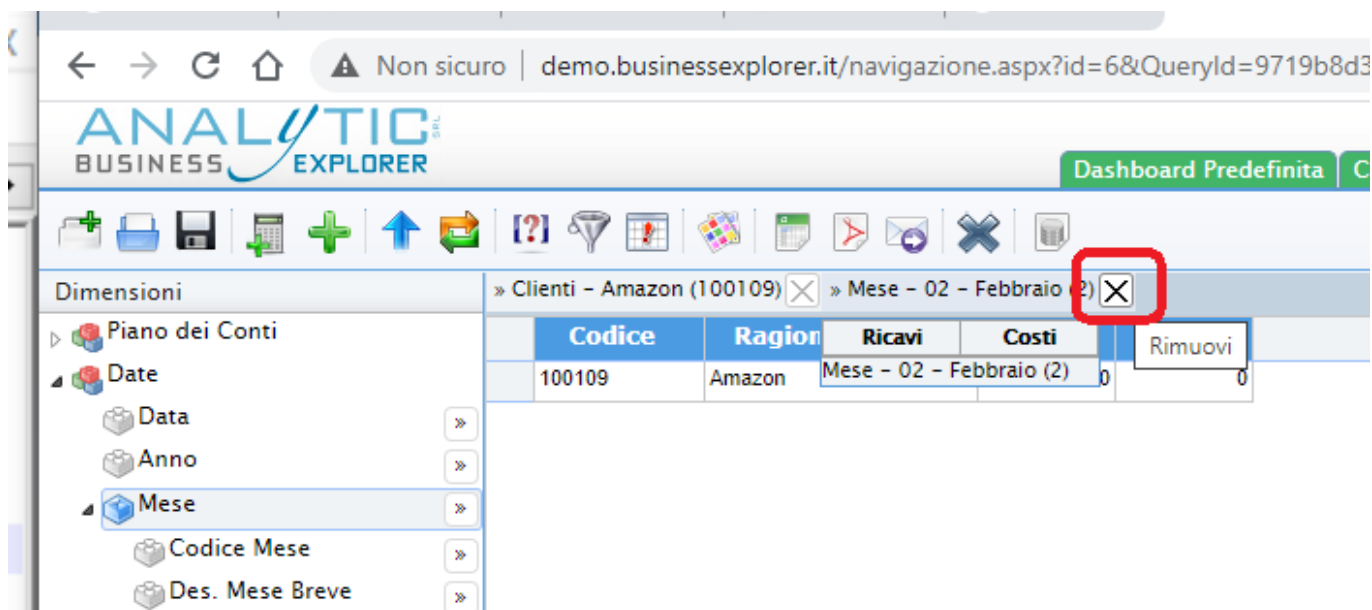 Non sicuro | demo.businessexplorer.it/navigazione.aspx?id=6&QueryId=9719b8d3
ANALYTIC SRL
BUSINESS EXPLORER
Dashboard Predefinita
[?]
Dimensioni
» Clienti - Amazon (100109) » Mese - 02 - Febbraio (2)
Piano dei Conti
Codice Ragion Ricavi Costi Rimuovi
Date
100109 Amazon Mese - 02 - Febbraio (2) 0 0
Data »
Anno »
Mese »
Codice Mese »
Des. Mese Breve »